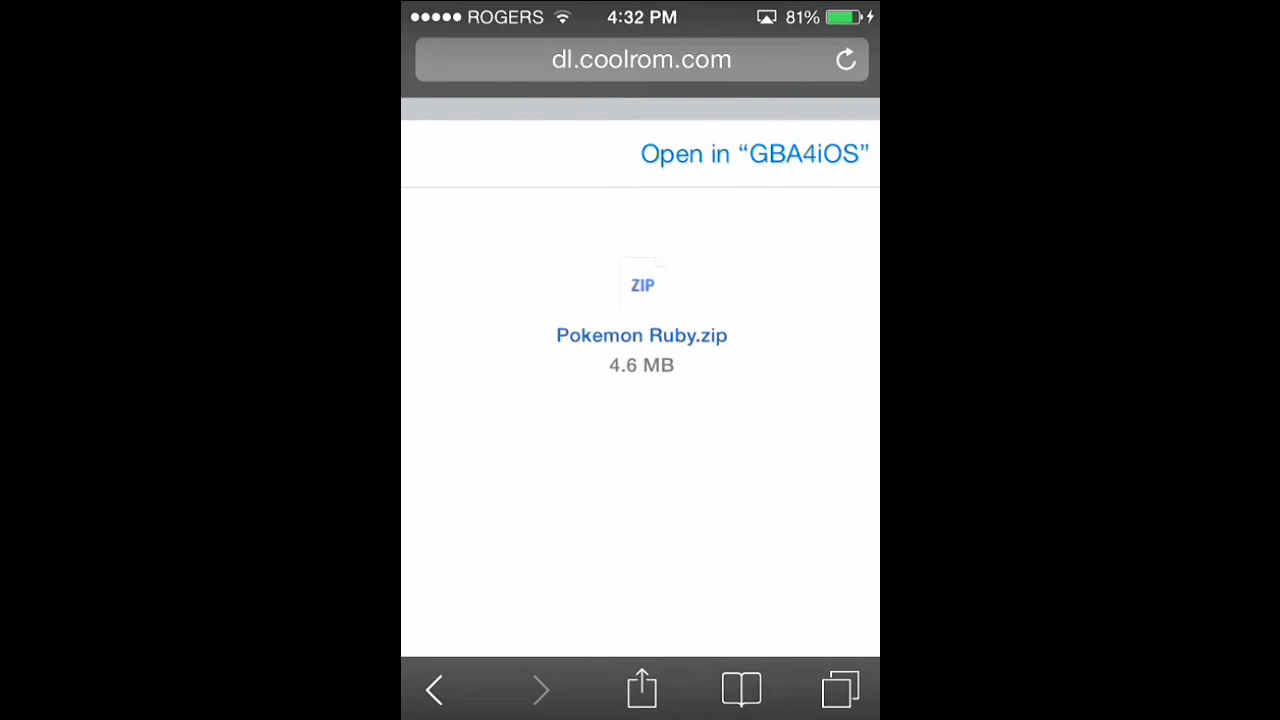 ROGERS 4:32 PM 81%
dl.coolrom.com
Open in “GBA4iOS”
ZIP
Pokemon Ruby.zip
4.6 MB